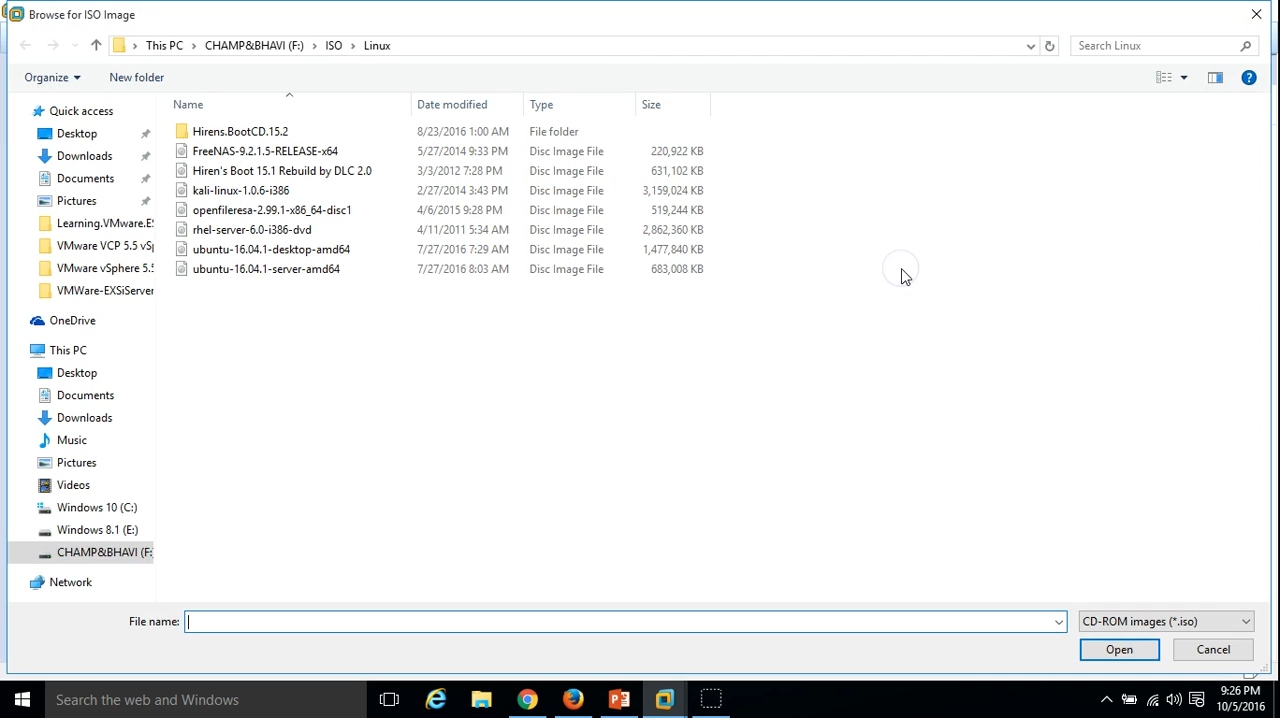 Browse for ISO Image
This PC CHAMP&BHAVI (F:) ISO Linux
Search Linux
Organize New folder
Name Date modified Type Size
Quick access
Desktop
Downloads
Documents
Pictures
Learning.VMware.ES
VMware VCP 5.5 vSp
VMware vSphere 5.5
VMWare-EXSiServer
OneDrive
This PC
Desktop
Documents
Downloads
Music
Pictures
Videos
Windows 10 (C:)
Windows 8.1 (E:)
CHAMP&BHAVI (F:
Network
Hirens.BootCD.15.2 8/23/2016 1:00 AM File folder
FreeNAS-9.2.1.5-RELEASE-x64 5/27/2014 9:33 PM Disc Image File 220,922 KB
Hiren's Boot 15.1 Rebuild by DLC 2.0 3/3/2012 7:28 PM Disc Image File 631,102 KB
kali-linux-1.0.6-i386 2/27/2014 3:43 PM Disc Image File 3,159,024 KB
openfileresa-2.99.1-x86_64-disc1 4/6/2015 9:28 PM Disc Image File 519,244 KB
rhel-server-6.0-i386-dvd 4/11/2011 5:34 AM Disc Image File 2,862,360 KB
ubuntu-16.04.1-desktop-amd64 7/27/2016 7:29 AM Disc Image File 1,477,840 KB
ubuntu-16.04.1-server-amd64 7/27/2016 8:03 AM Disc Image File 683,008 KB
File name: CD-ROM images (*.iso)
Open Cancel
Search the web and Windows
9:26 PM
10/5/2016